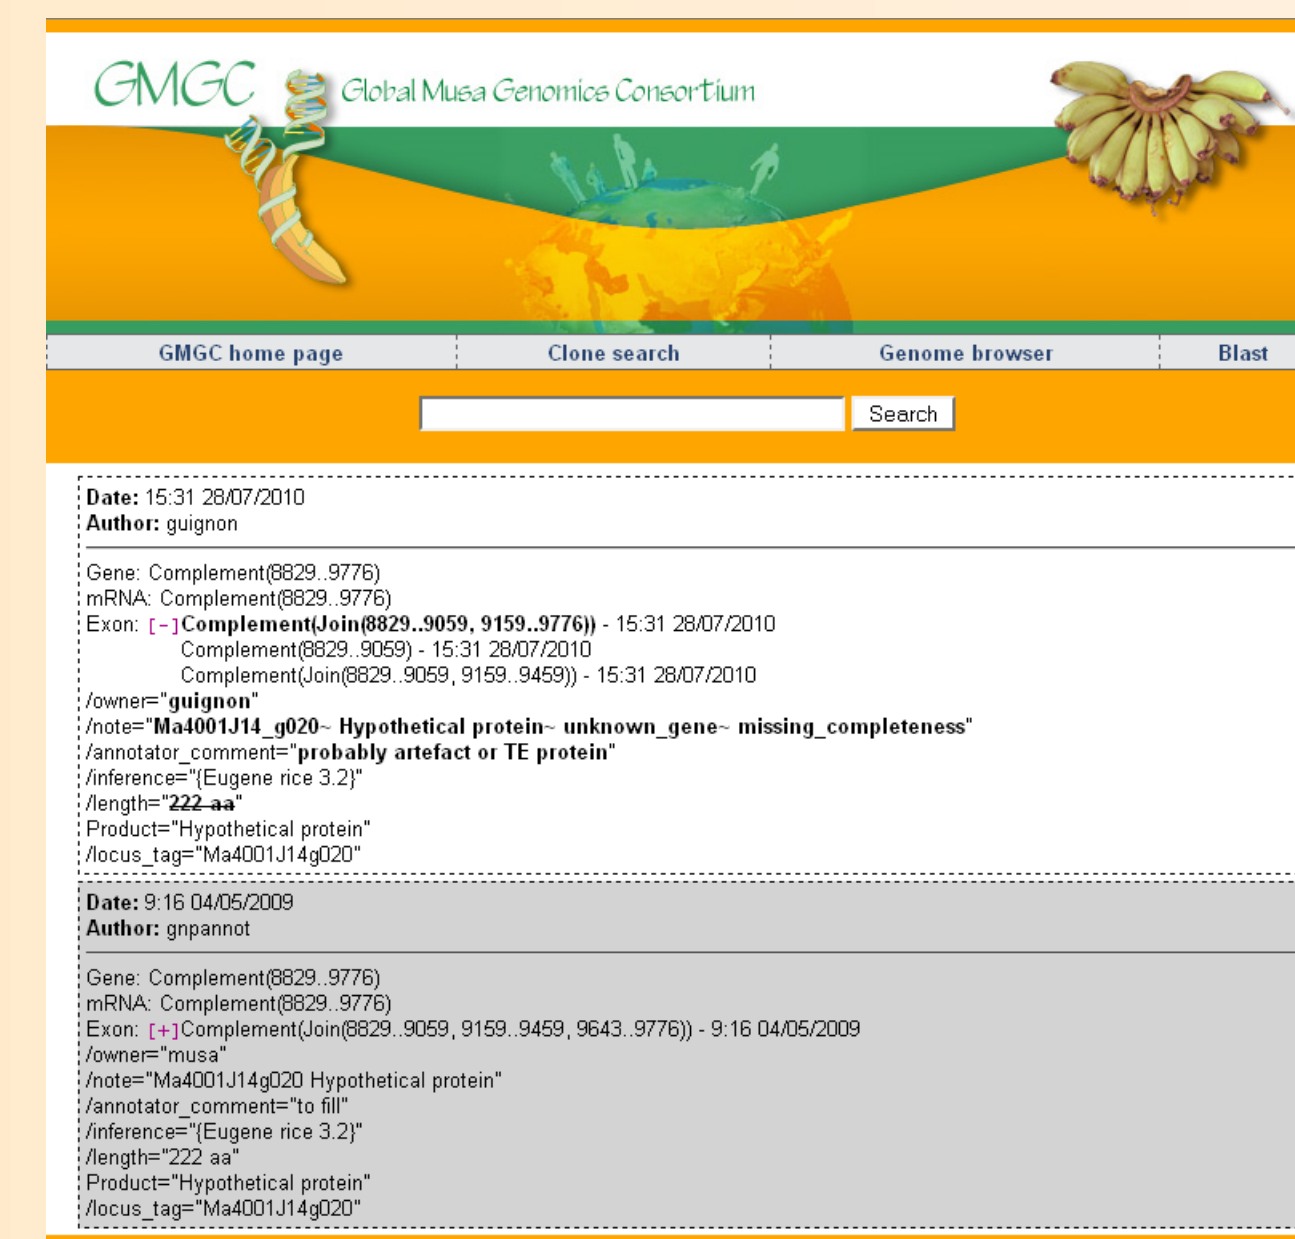 GMGC Global Musa Genomics Consortium
GMGC home page Clone search Genome browser Blast
Search
Date: 15:31 28/07/2010
Author: guignon
Gene: Complement(8829..9776)
mRNA: Complement(8829..9776)
Exon: [-]Complement(Join(8829..9059, 9159..9776)) - 15:31 28/07/2010
Complement(8829..9059) - 15:31 28/07/2010
Complement(Join(8829..9059, 9159..9459)) - 15:31 28/07/2010
/owner="guignon"
/note="Ma4001J14_g020~ Hypothetical protein~ unknown_gene~ missing_completeness"
/annotator_comment="probably artefact or TE protein"
/inference="{Eugene rice 3.2}"
/length="222 aa"
Product="Hypothetical protein"
/locus_tag="Ma4001J14g020"
Date: 9:16 04/05/2009
Author: gnpannot
Gene: Complement(8829..9776)
mRNA: Complement(8829..9776)
Exon: [+]Complement(Join(8829..9059, 9159..9459, 9643..9776)) - 9:16 04/05/2009
/owner="musa"
/note="Ma4001J14g020 Hypothetical protein"
/annotator_comment="to fill"
/inference="{Eugene rice 3.2}"
/length="222 aa"
Product="Hypothetical protein"
/locus_tag="Ma4001J14g020"